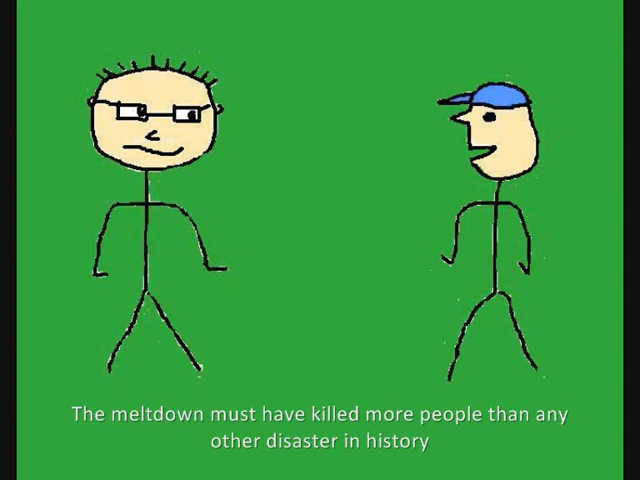 The meltdown must have killed more people than any
other disaster in history